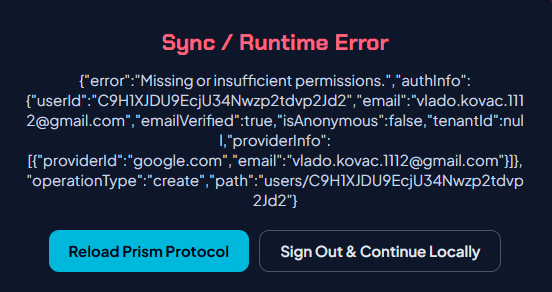 Sync / Runtime Error
{"error":"Missing or insufficient permissions.","authInfo":
{"userId":"C9H1XJDU9EcjU34Nwzp2tdvp2Jd2","email":"vlado.kovac.111
2@gmail.com","emailVerified":true,"isAnonymous":false,"tenantId":nul
l,"providerInfo":
[{"providerId":"google.com","email":"vlado.kovac.1112@gmail.com"}]},
"operationType":"create","path":"users/C9H1XJDU9EcjU34Nwzp2tdvp
2Jd2"}
Reload Prism Protocol
Sign Out & Continue Locally